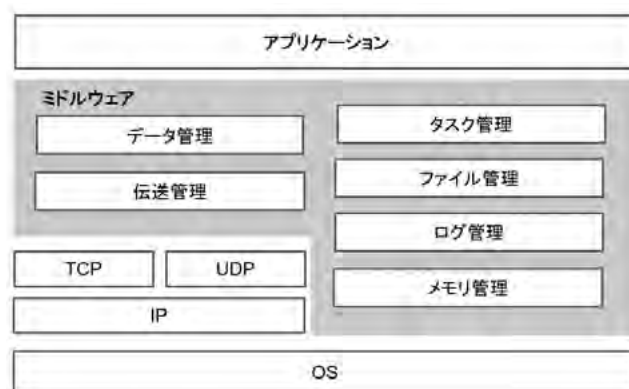 アプリケーション
ミドルウェア
データ管理
伝送管理
タスク管理
ファイル管理
ログ管理
メモリ管理
TCP
UDP
IP
OS